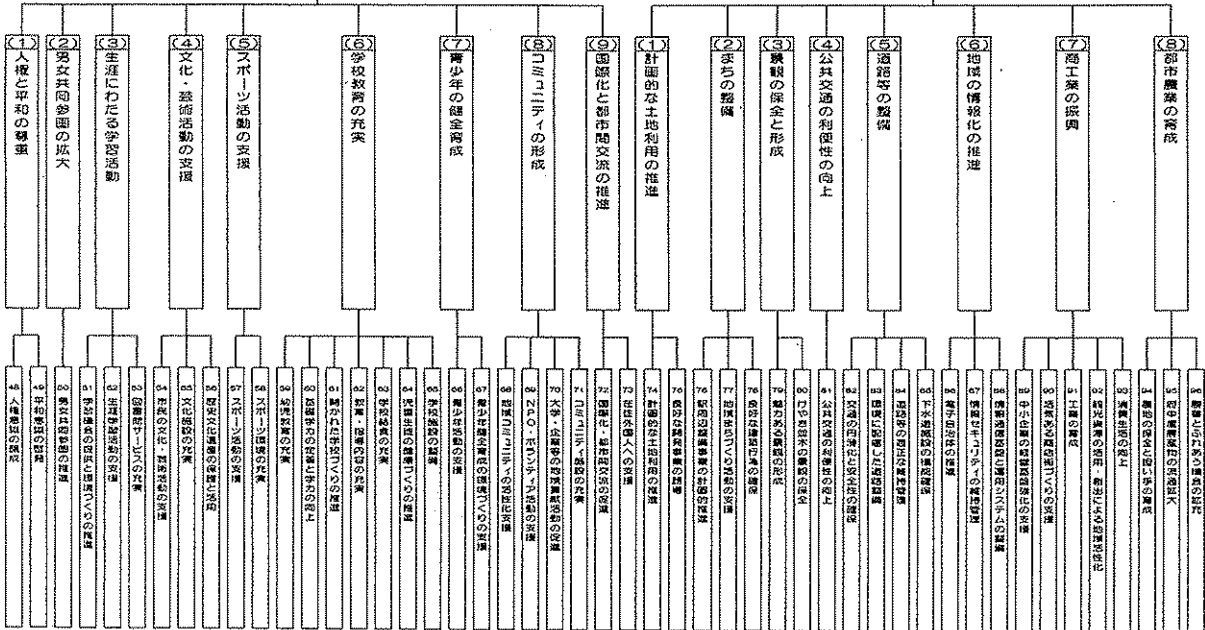 (1)人権と平和の尊重
(2)男女共同参画の拡大
(3)生涯にわたる学習活動
(4)文化・芸術活動の支援
(5)スポーツ活動の支援
(6)学校教育の充実
(7)青少年の健全育成
(8)コミュニティの形成
(9)国際化と都市間交流の推進
(1)計画的な土地利用の推進
(2)まちの整備
(3)景観の保全と形成
(4)公共交通の利便性の向上
(5)道路等の整備
(6)地域の情報化の推進
(7)商工業の振興
(8)都市農業の育成
48 人権意識の醸成
49 平和意識の啓発
50 男女共同参画の推進
51 学習機会の提供と環境づくりの推進
52 生涯学習活動の支援
53 図書館サービスの充実
54 市民の文化・芸術活動の支援
55 文化施設の充実
56 歴史文化遺産の保護と活用
57 スポーツ活動の支援
58 スポーツ環境の充実
59 幼児教育の充実
60 基礎学力の定着と学力の向上
61 開かれた学校づくりの推進
62 教育・指導内容の充実
63 学校給食の充実
64 児童生徒の健康づくりの推進
65 学校施設の整備
66 青少年活動の支援
67 青少年健全育成の環境づくりの支援
68 地域コミュニティの活性化支援
69 NPO・ボランティア活動の支援
70 大学・企業等の地域貢献活動の促進
71 コミュニティ施設の充実
72 国際化・都市間交流の促進
73 在住外国人への支援
74 計画的な土地利用の推進
75 良好な開発事業の誘導
76 駅周辺整備事業の計画的推進
77 地域まちづくり活動の支援
78 良好な建築行為の確保
79 魅力ある景観の形成
80 けやき並木の景観の保全
81 公共交通の利便性の向上
82 交通の円滑化と安全性の確保
83 環境に配慮した道路整備
84 道路等の適正な維持管理
85 下水道施設の機能確保
86 電子自治体の推進
87 情報セキュリティの維持管理
88 情報通信基盤と運用システムの整備
89 中小企業の経営基盤強化の支援
90 活気ある商店街づくりの支援
91 工業の育成
92 観光資源の活用・創出による地域活性化
93 消費生活の向上
94 農地の保全と担い手の育成
95 府中産農産物の流通拡大
96 農業とふれあう機会の拡充